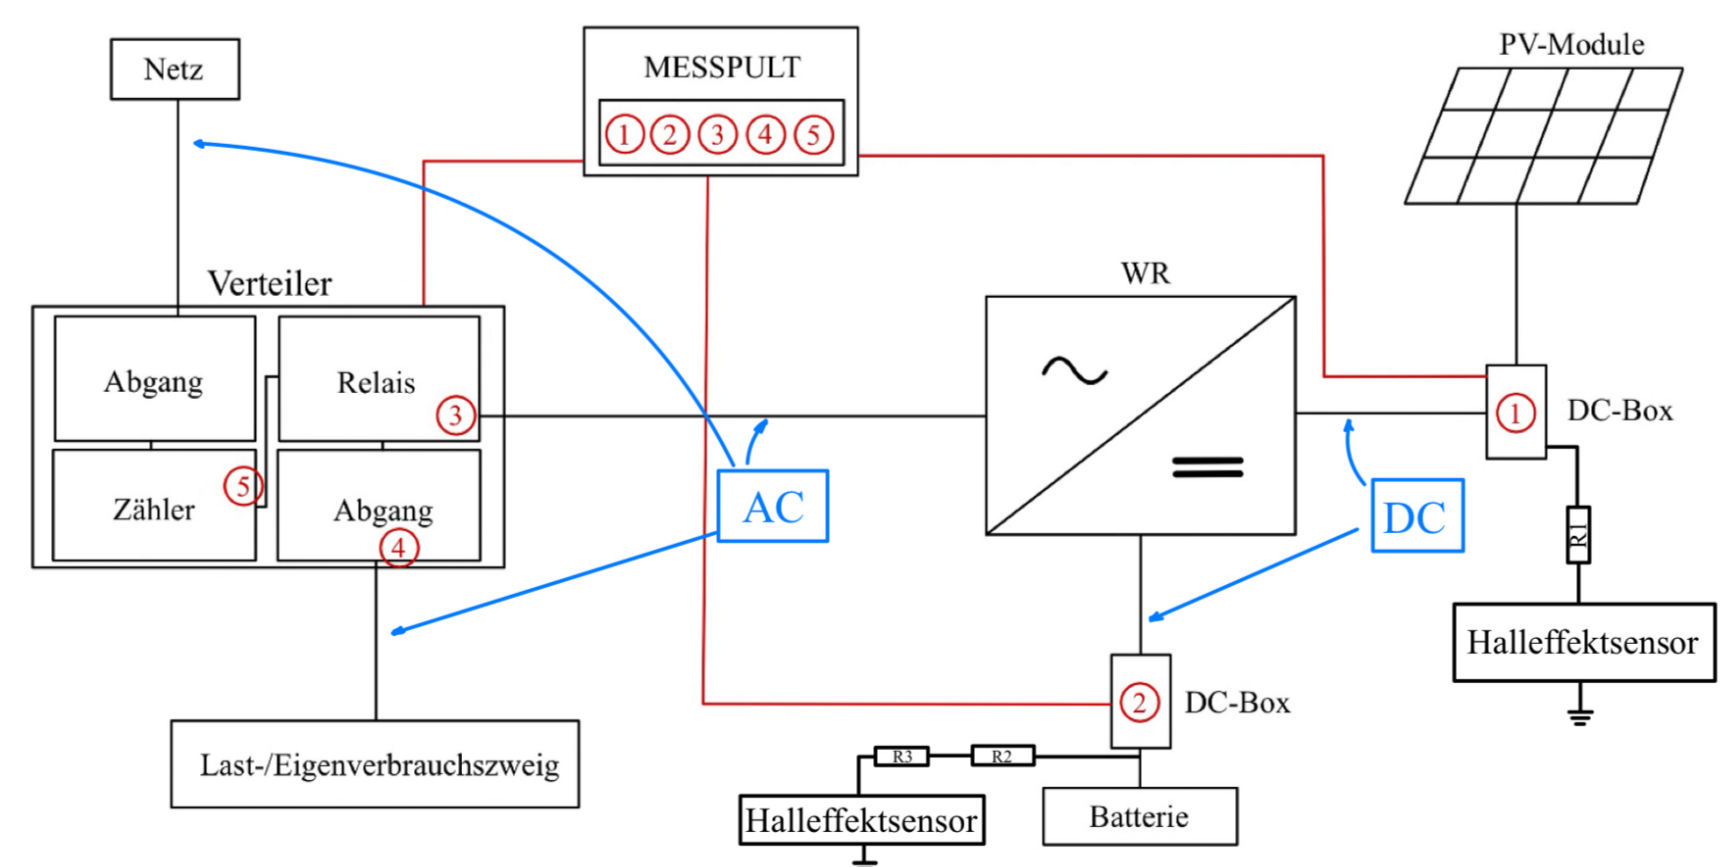 PV-Module
Netz
MESSPULT
1 2 3 4 5
Verteiler
WR
Abgang
Relais
3
1
DC-Box
5
Zähler
Abgang
4
AC
DC
R1
Halleffektsensor
2
DC-Box
Last-/Eigenverbrauchszweig
R3
R2
Halleffektsensor
Batterie